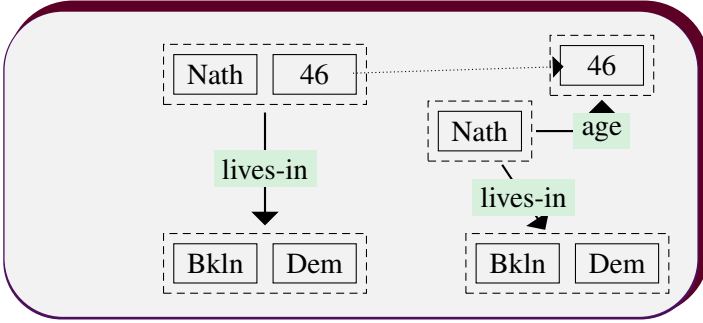 Nath 46
46
Nath
age
lives-in
lives-in
Bkln Dem
Bkln Dem